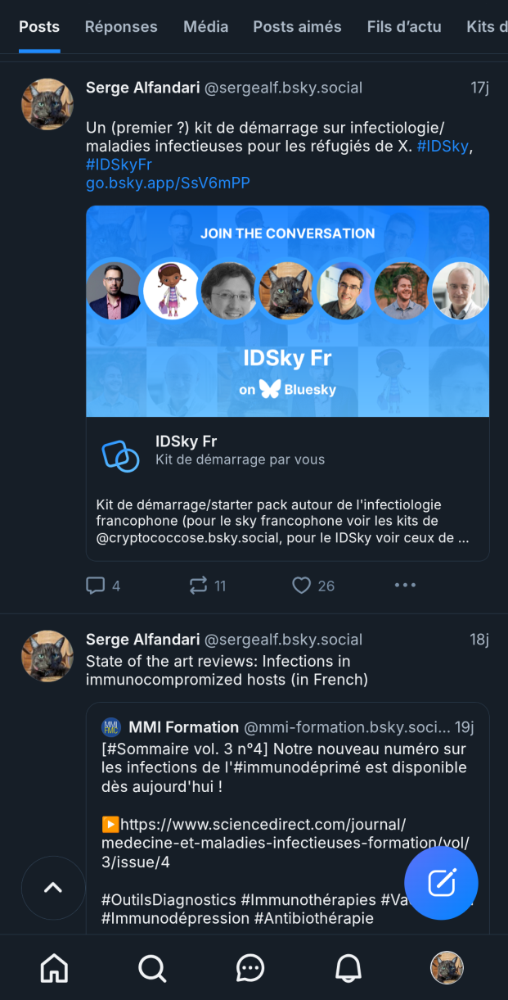 Posts Réponses Média Posts aimés Fils d’actu Kits d
Serge Alfandari @sergealf.bsky.social 17j
Un (premier ?) kit de démarrage sur infectiologie/
maladies infectieuses pour les réfugiés de X. #IDSky,
#IDSkyFr
go.bsky.app/SsV6mPP
JOIN THE CONVERSATION
IDSky Fr
on Bluesky
IDSky Fr
Kit de démarrage par vous
Kit de démarrage/starter pack autour de l'infectiologie
francophone (pour le sky francophone voir les kits de
@cryptococcose.bsky.social, pour le IDSky voir ceux de ...
4 11 26
Serge Alfandari @sergealf.bsky.social 18j
State of the art reviews: Infections in
immunocompromized hosts (in French)
MMI FMC
MMI Formation @mmi-formation.bsky.soci... 19j
[#Sommaire vol. 3 n°4] Notre nouveau numéro sur
les infections de l'#immunodéprimé est disponible
dès aujourd'hui !
https://www.sciencedirect.com/journal/
medecine-et-maladies-infectieuses-formation/vol/
3/issue/4
#OutilsDiagnostics #Immunothérapies
#Immunodépression #Antibiothérapie